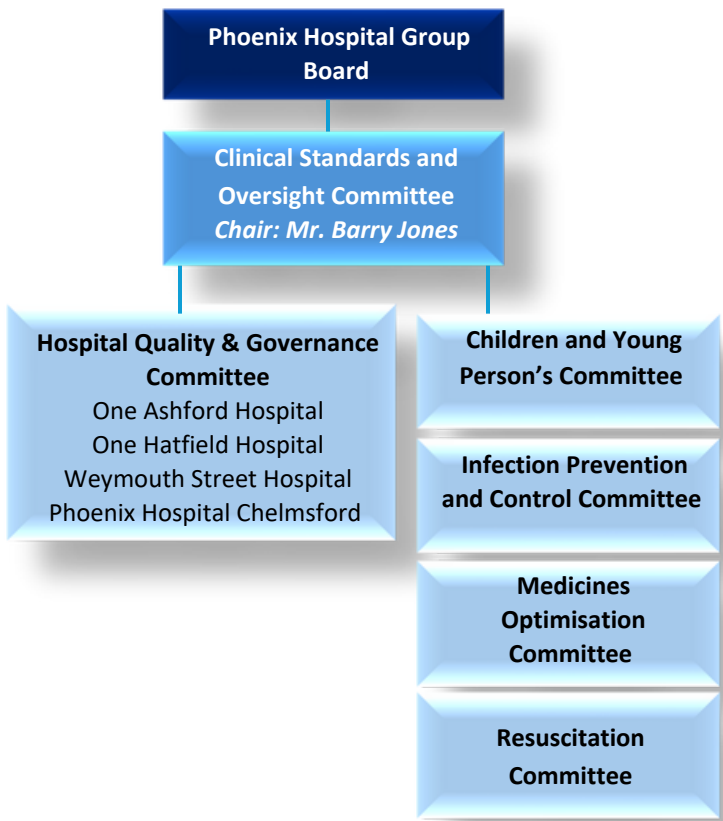 Phoenix Hospital Group
Board
Clinical Standards and
Oversight Committee
Chair: Mr. Barry Jones
Hospital Quality & Governance
Committee
One Ashford Hospital
One Hatfield Hospital
Weymouth Street Hospital
Phoenix Hospital Chelmsford
Children and Young
Person's Committee
Infection Prevention
and Control Committee
Medicines
Optimisation
Committee
Resuscitation
Committee